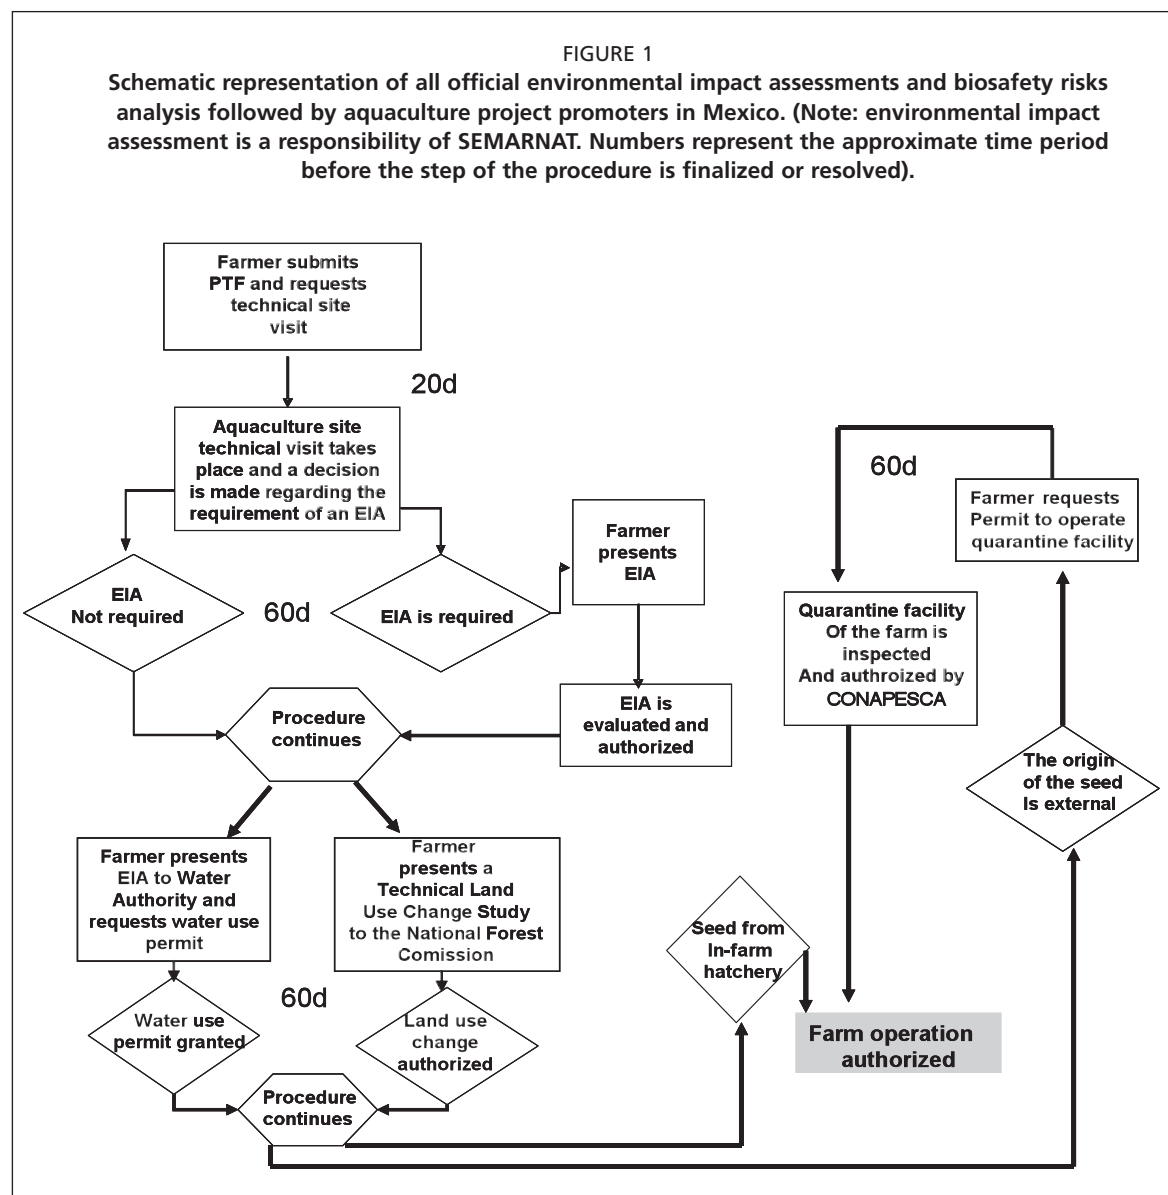 FIGURE 1
Schematic representation of all official environmental impact assessments and biosafety risks
analysis followed by aquaculture project promoters in Mexico. (Note: environmental impact
assessment is a responsibility of SEMARNAT. Numbers represent the approximate time period
before the step of the procedure is finalized or resolved).
Farmer submits
PTF and requests
technical site
visit
20d
Aquaculture site
technical visit takes
place and a decision
is made regarding the
requirement of an EIA
EIA
Not required
60d
EIA is required
Farmer
presents
EIA
EIA is
evaluated and
authorized
Procedure
continues
Farmer presents
EIA to Water
Authority and
requests water use
permit
Farmer
presents a
Technical Land
Use Change Study
to the National Forest
Comission
60d
Water use
permit granted
Land use
change
authorized
Procedure
continues
Seed from
In-farm
hatchery
The origin
of the seed
Is external
Farmer requests
Permit to operate
quarantine facility
60d
Quarantine facility
Of the farm is
inspected
And authroized by
CONAPESCA
Farm operation
authorized